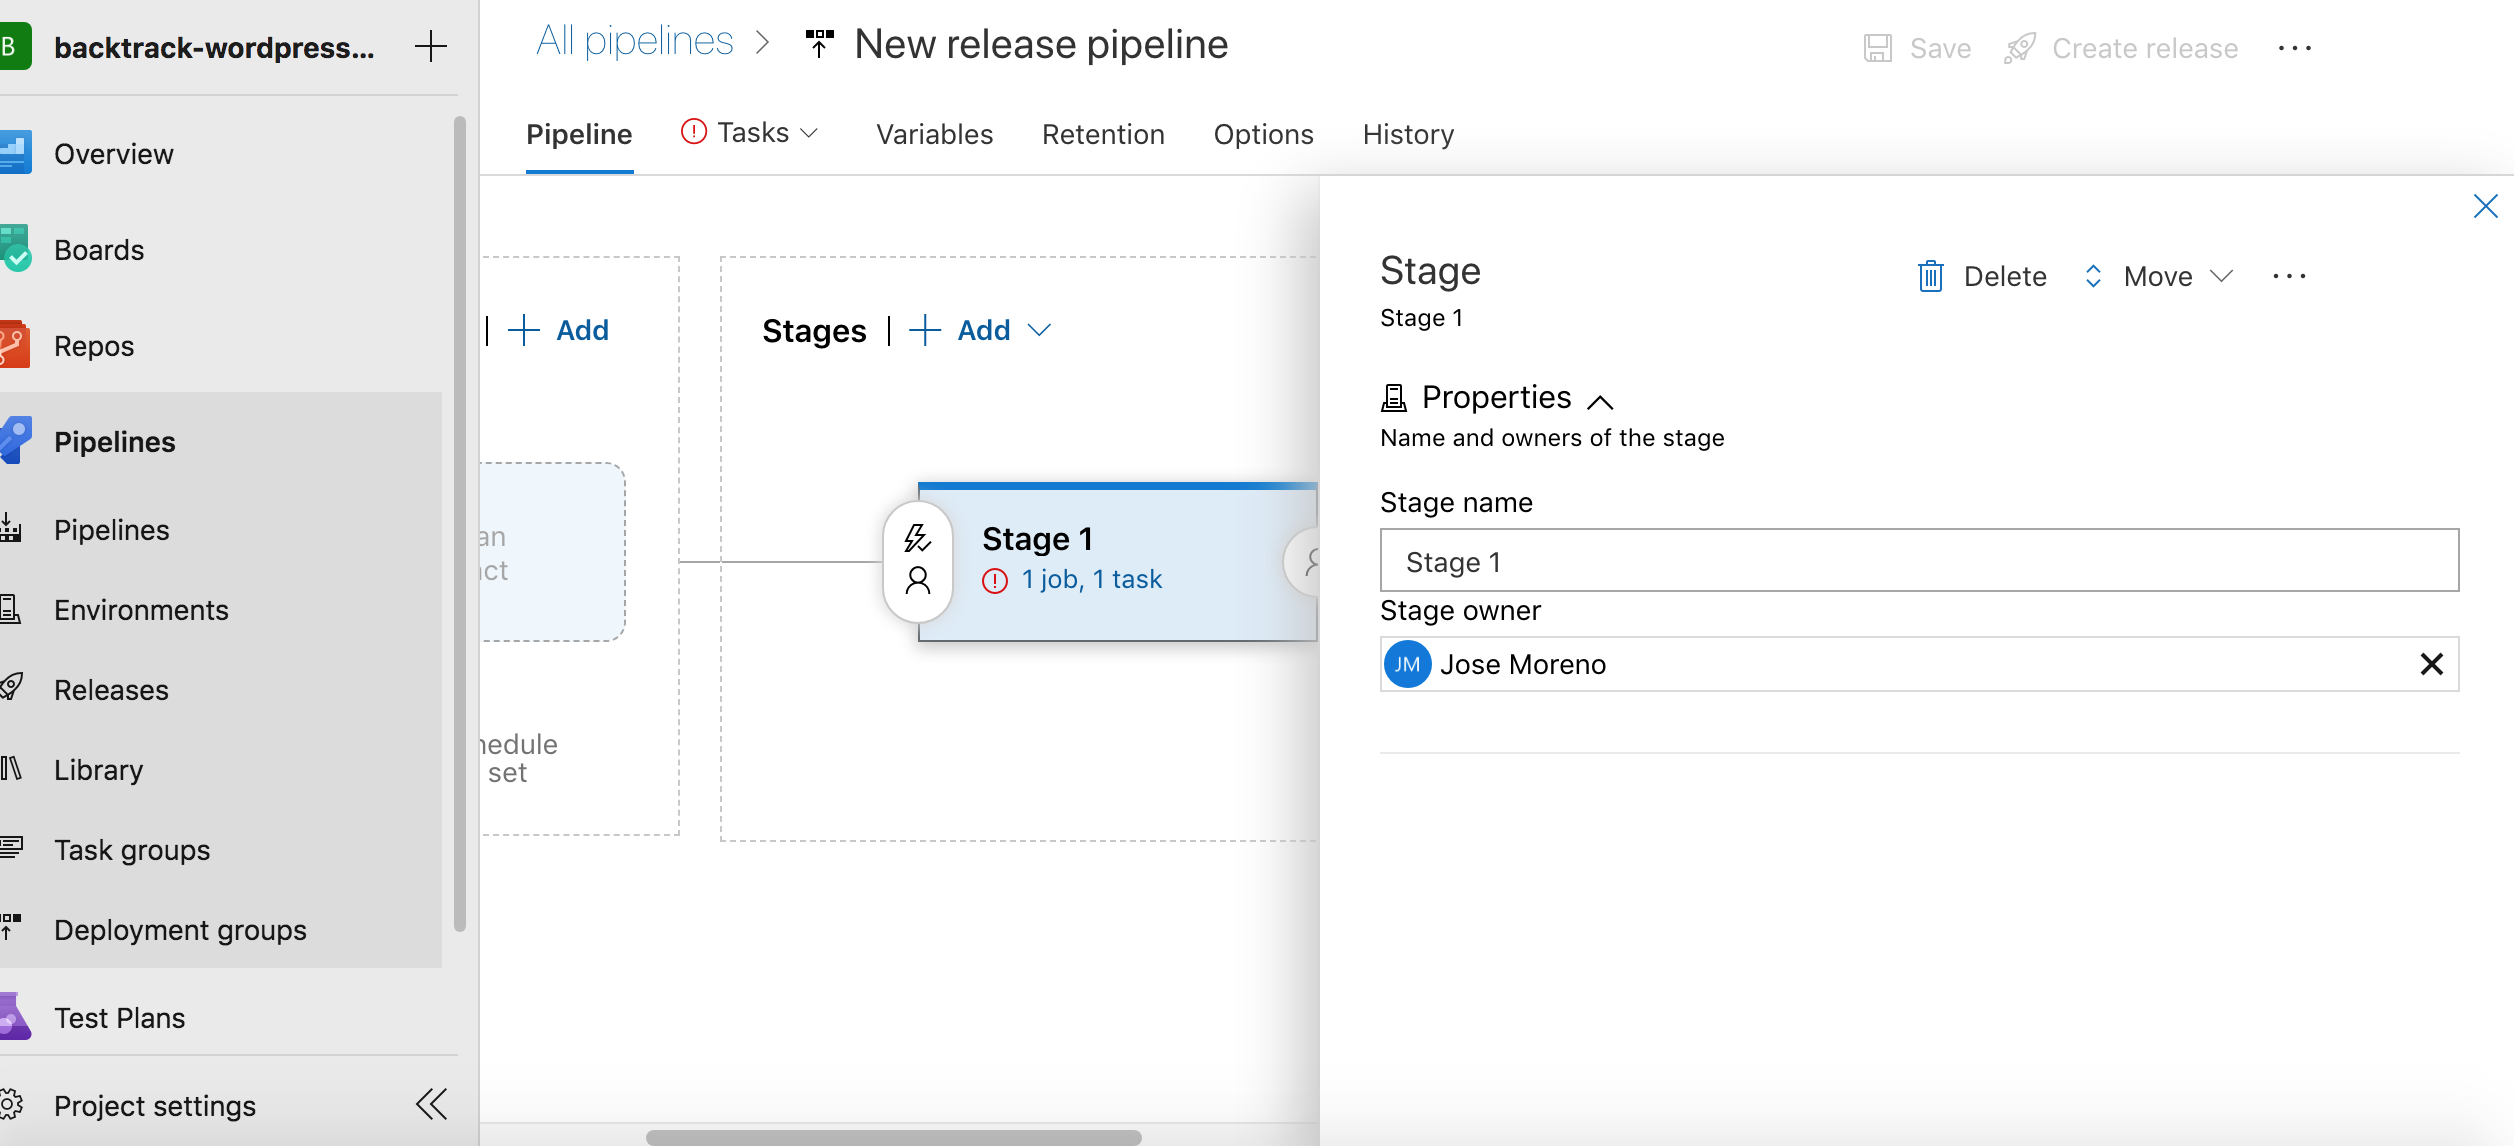 B backtrack-wordpress...
All pipelines New release pipeline
Save Create release
Pipeline Tasks Variables Retention Options History
Overview
Boards
Repos
Pipelines
Pipelines
Environments
Releases
Library
Task groups
Deployment groups
Test Plans
Project settings
Add
Stages Add
an
ct
Stage 1
1 job, 1 task
hedule
set
Stage
Stage 1
Delete Move
Properties
Name and owners of the stage
Stage name
Stage 1
Stage owner
JM Jose Moreno